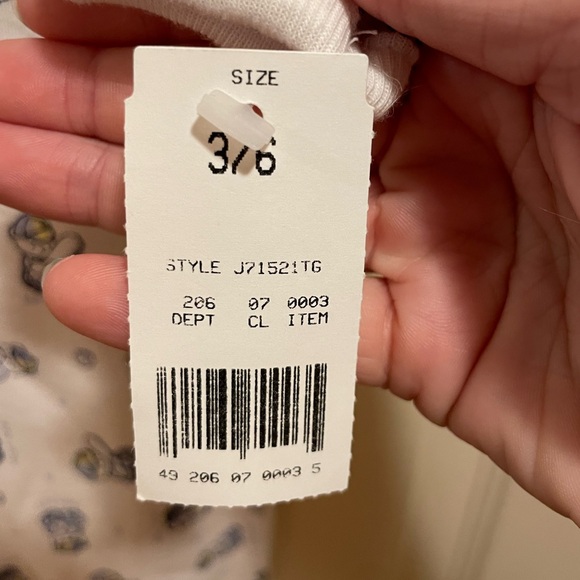 SIZE
3/6
STYLE J71521TG
206 07 0003
DEPT CL ITEM
49 206 07 0003 5